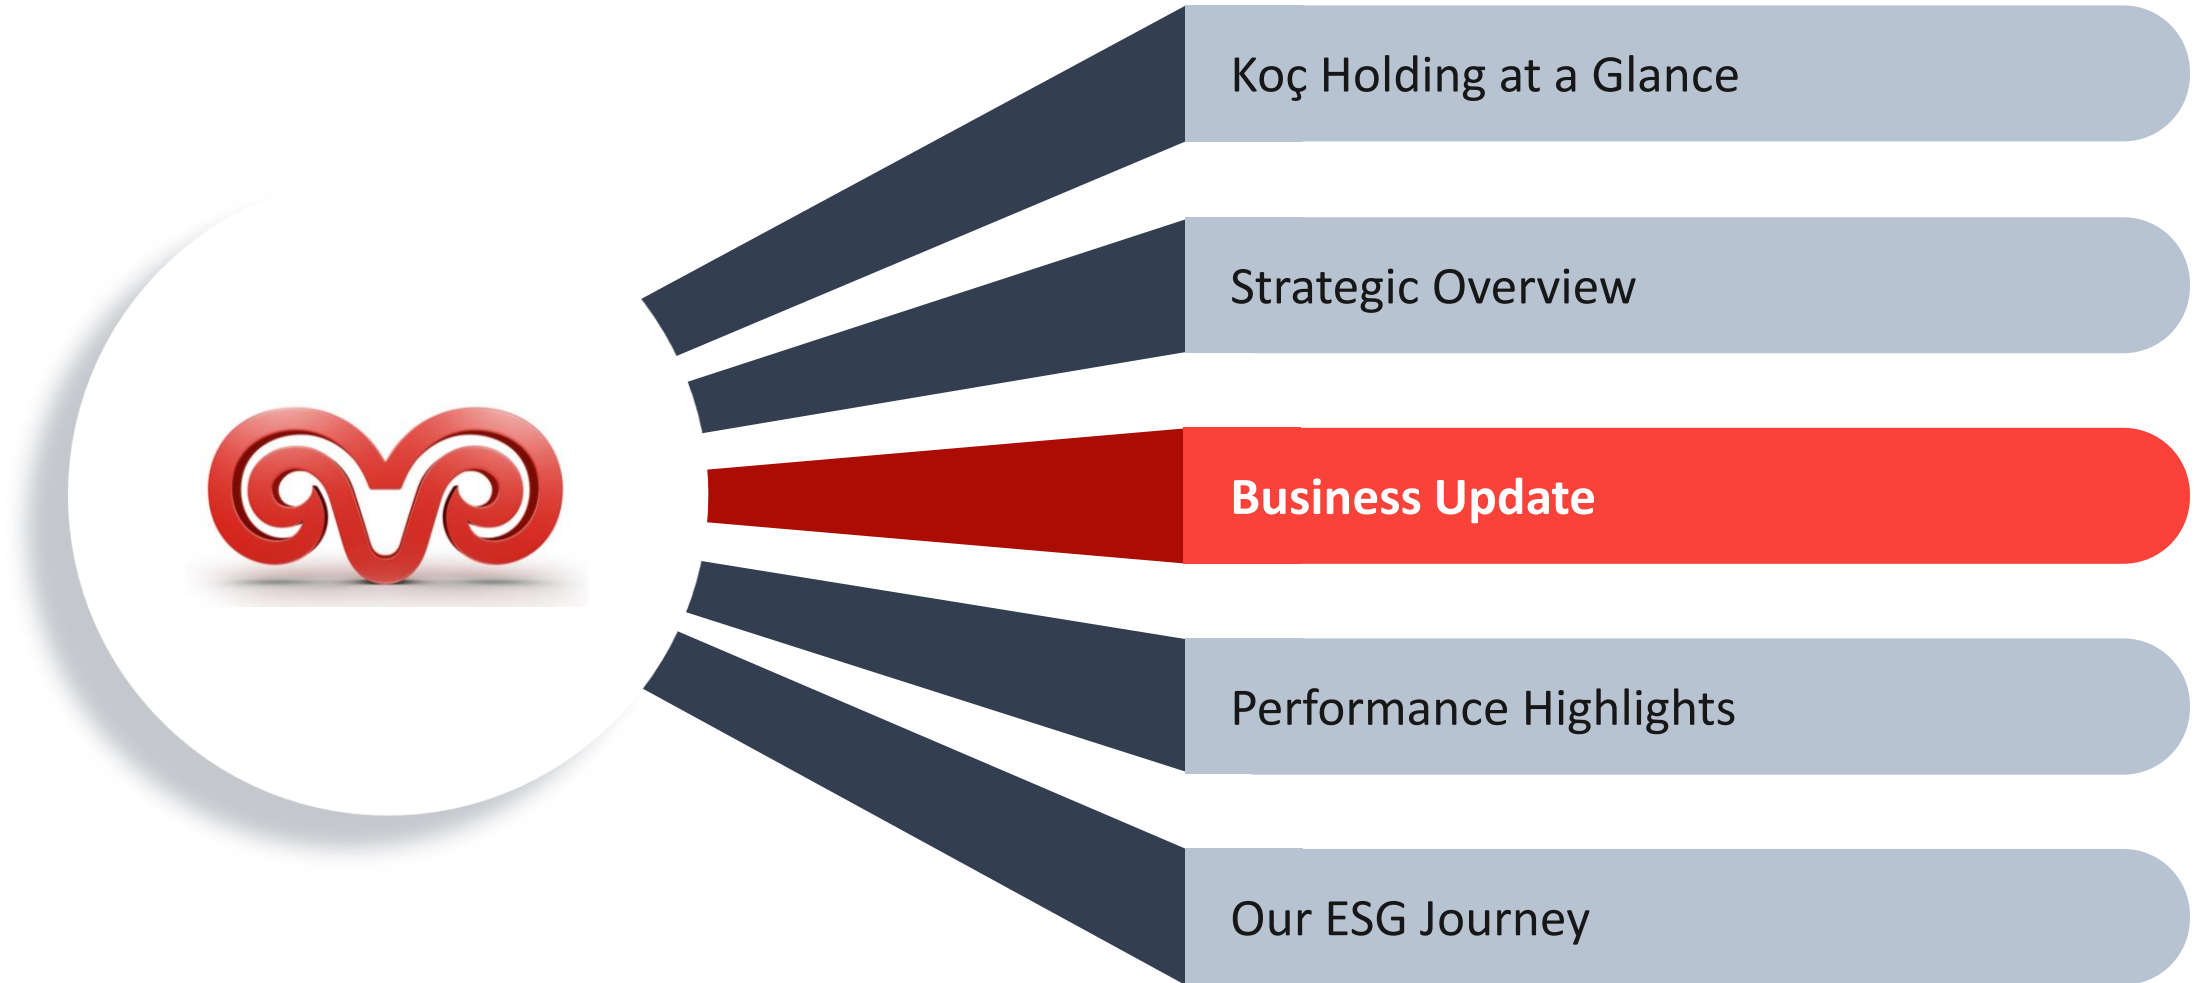 Koç Holding at a Glance
Strategic Overview
Business Update
Performance Highlights
Our ESG Journey